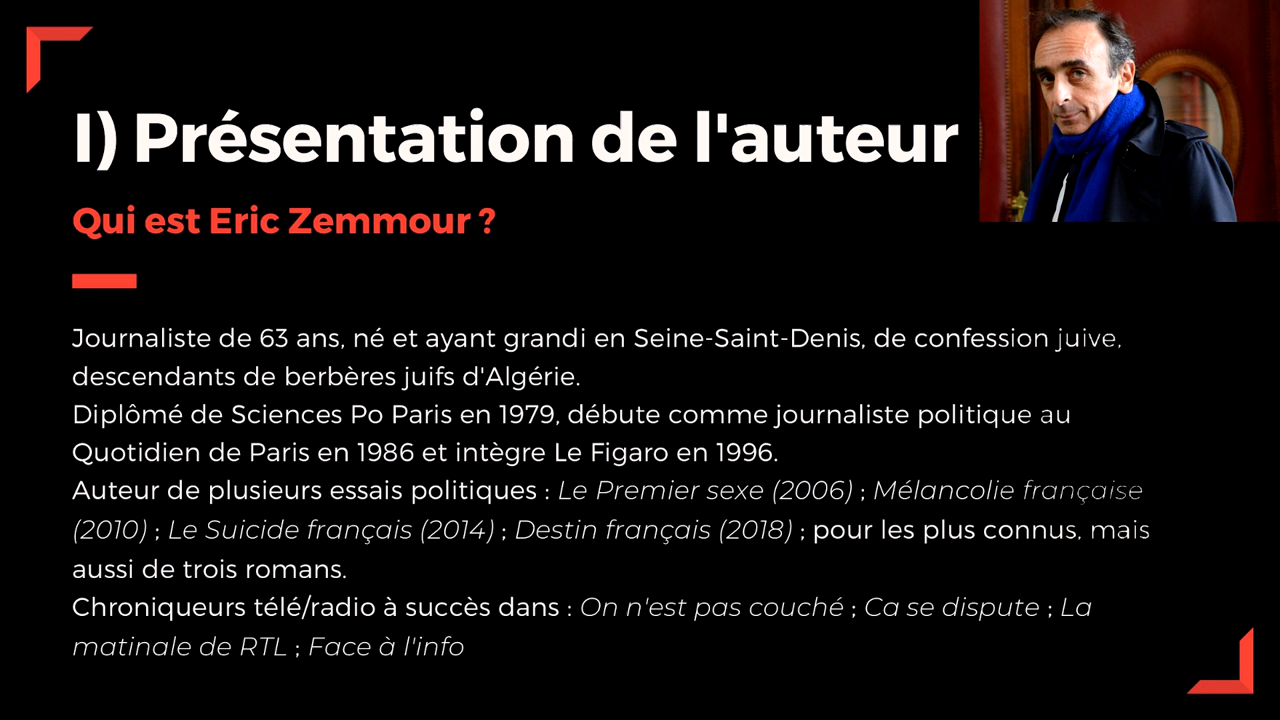 I) Présentation de l'auteur
Qui est Eric Zemmour ?
Journaliste de 63 ans, né et ayant grandi en Seine-Saint-Denis, de confession juive,
descendants de berbères juifs d'Algérie.
Diplômé de Sciences Po Paris en 1979, débute comme journaliste politique au
Quotidien de Paris en 1986 et intègre Le Figaro en 1996.
Auteur de plusieurs essais politiques : Le Premier sexe (2006) ; Mélancolie française
(2010) ; Le Suicide français (2014) ; Destin français (2018) ; pour les plus connus, mais
aussi de trois romans.
Chroniqueurs télé/radio à succès dans : On n'est pas couché ; Ca se dispute ; La
matinale de RTL ; Face à l'info